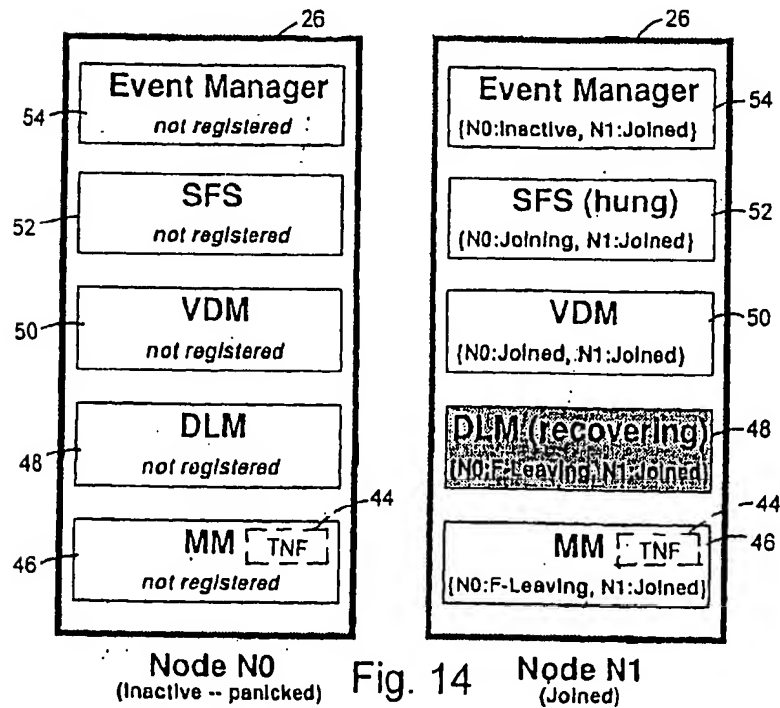 26
Event Manager
not registered
54
SFS
not registered
52
VDM
not registered
50
DLM
not registered
48
44
MM
TNF
not registered
46
Node N0
(Inactive -- panicked)
Fig. 14
26
Event Manager
{N0:Inactive, N1:Joined}
54
SFS (hung)
{N0:Joining, N1:Joined}
52
VDM
{N0:Joined, N1:Joined}
50
DLM (recovering)
{N0:F-Leaving, N1:Joined}
48
44
MM
TNF
46
{N0:F-Leaving, N1:Joined}
Node N1
(Joined)